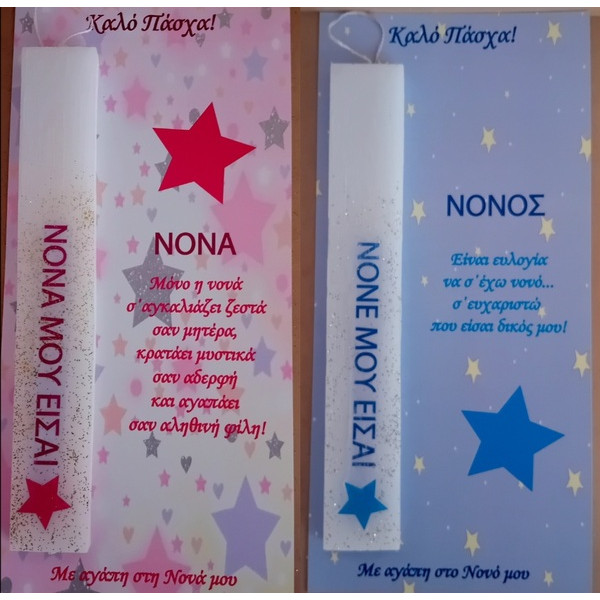 Καλό Πάσχα!
ΝΟΝΑ ΜΟΥ ΕΙΣΑΙ
ΝΟΝΑ
Μόνο η νονά
σ΄αγκαλιάζει ζεστά
σαν μητέρα,
κρατάει μυστικά
σαν αδερφή
και αγαπάει
σαν αληθινή φίλη!
Με αγάπη στη Νονά μου
Καλό Πάσχα!
ΝΟΝΕ ΜΟΥ ΕΙΣΑΙ
ΝΟΝΟΣ
Είναι ευλογία
να σ΄έχω νονό...
σ΄ευχαριστώ
που είσαι δικός μου!
Με αγάπη στο Νονό μου